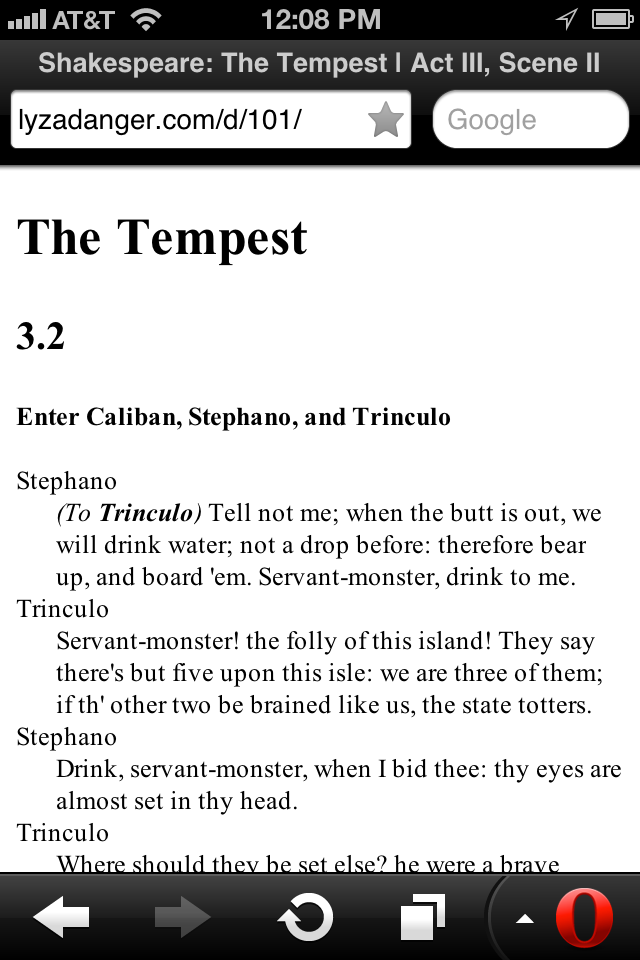 AT&T 12:08 PM
Shakespeare: The Tempest | Act III, Scene II
lyzadanger.com/d/101/ Google
The Tempest
3.2
Enter Caliban, Stephano, and Trinculo
Stephano
(To Trinculo) Tell not me; when the butt is out, we
will drink water; not a drop before: therefore bear
up, and board 'em. Servant-monster, drink to me.
Trinculo
Servant-monster! the folly of this island! They say
there's but five upon this isle: we are three of them;
if th' other two be brained like us, the state totters.
Stephano
Drink, servant-monster, when I bid thee: thy eyes are
almost set in thy head.
Trinculo
Where should they be set else? he were a brave